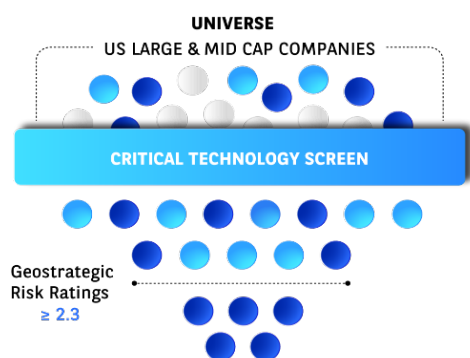 UNIVERSE
US LARGE & MID CAP COMPANIES
CRITICAL TECHNOLOGY SCREEN
Geostrategic
Risk Ratings
≥ 2.3